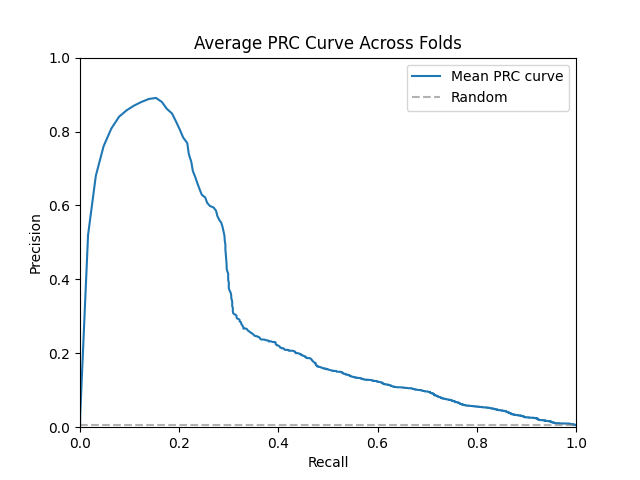 Average PRC Curve Across Folds
Mean PRC curve
Random
Precision
1.0
0.8
0.6
0.4
0.2
0.0
0.0 0.2 0.4 0.6 0.8 1.0
Recall